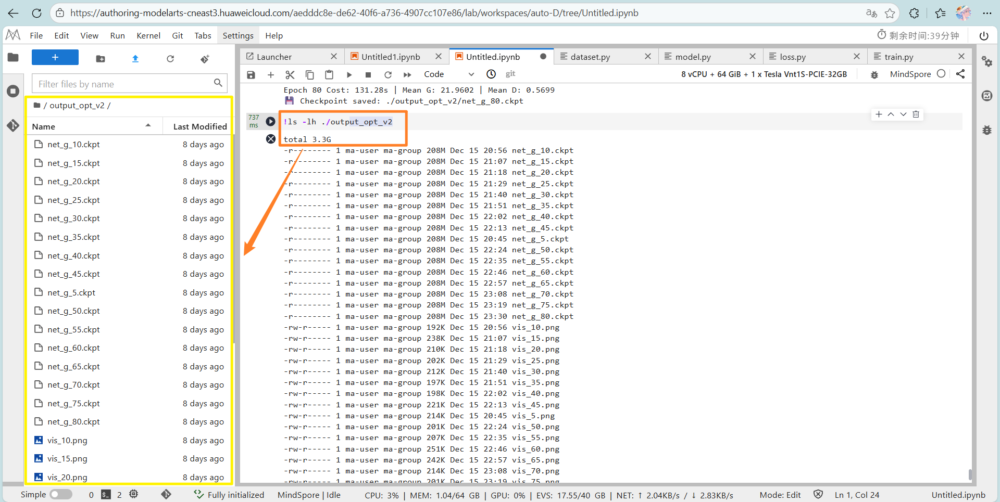 https://authoring-modelarts-cneast3.huaweicloud.com/aedddc8e-de62-40f6-a736-4907cc107e86/lab/workspaces/auto-D/tree/Untitled.ipynb
File Edit View Run Kernel Git Tabs Settings Help 剩余时间:39分钟
Launcher Untitled1.ipynb Untitled.ipynb dataset.py model.py loss.py train.py
Code git 8 vCPU + 64 GiB + 1 x Tesla Vnt1S-PCIE-32GB MindSpore
Filter files by name
/ output_opt_v2 /
Name Last Modified
net_g_10.ckpt 8 days ago
net_g_15.ckpt 8 days ago
net_g_20.ckpt 8 days ago
net_g_25.ckpt 8 days ago
net_g_30.ckpt 8 days ago
net_g_35.ckpt 8 days ago
net_g_40.ckpt 8 days ago
net_g_45.ckpt 8 days ago
net_g_5.ckpt 8 days ago
net_g_50.ckpt 8 days ago
net_g_55.ckpt 8 days ago
net_g_60.ckpt 8 days ago
net_g_65.ckpt 8 days ago
net_g_70.ckpt 8 days ago
net_g_75.ckpt 8 days ago
net_g_80.ckpt 8 days ago
vis_10.png 8 days ago
vis_15.png 8 days ago
vis_20.png 8 days ago
Epoch 80 Cost: 131.28s | Mean G: 21.9602 | Mean D: 0.5699
Checkpoint saved: ./output_opt_v2/net_g_80.ckpt
737
ms
!ls -lh ./output_opt_v2
total 3.3G
-r-------- 1 ma-user ma-group 208M Dec 15 20:56 net_g_10.ckpt
-r-------- 1 ma-user ma-group 208M Dec 15 21:07 net_g_15.ckpt
-r-------- 1 ma-user ma-group 208M Dec 15 21:18 net_g_20.ckpt
-r-------- 1 ma-user ma-group 208M Dec 15 21:29 net_g_25.ckpt
-r-------- 1 ma-user ma-group 208M Dec 15 21:40 net_g_30.ckpt
-r-------- 1 ma-user ma-group 208M Dec 15 21:51 net_g_35.ckpt
-r-------- 1 ma-user ma-group 208M Dec 15 22:02 net_g_40.ckpt
-r-------- 1 ma-user ma-group 208M Dec 15 22:13 net_g_45.ckpt
-r-------- 1 ma-user ma-group 208M Dec 15 20:45 net_g_5.ckpt
-r-------- 1 ma-user ma-group 208M Dec 15 22:24 net_g_50.ckpt
-r-------- 1 ma-user ma-group 208M Dec 15 22:35 net_g_55.ckpt
-r-------- 1 ma-user ma-group 208M Dec 15 22:46 net_g_60.ckpt
-r-------- 1 ma-user ma-group 208M Dec 15 22:57 net_g_65.ckpt
-r-------- 1 ma-user ma-group 208M Dec 15 23:08 net_g_70.ckpt
-r-------- 1 ma-user ma-group 208M Dec 15 23:19 net_g_75.ckpt
-r-------- 1 ma-user ma-group 208M Dec 15 23:30 net_g_80.ckpt
-rw-r----- 1 ma-user ma-group 192K Dec 15 20:56 vis_10.png
-rw-r----- 1 ma-user ma-group 238K Dec 15 21:07 vis_15.png
-rw-r----- 1 ma-user ma-group 210K Dec 15 21:18 vis_20.png
-rw-r----- 1 ma-user ma-group 202K Dec 15 21:29 vis_25.png
-rw-r----- 1 ma-user ma-group 212K Dec 15 21:40 vis_30.png
-rw-r----- 1 ma-user ma-group 197K Dec 15 21:51 vis_35.png
-rw-r----- 1 ma-user ma-group 198K Dec 15 22:02 vis_40.png
-rw-r----- 1 ma-user ma-group 221K Dec 15 22:13 vis_45.png
-rw-r----- 1 ma-user ma-group 214K Dec 15 20:45 vis_5.png
-rw-r----- 1 ma-user ma-group 201K Dec 15 22:24 vis_50.png
-rw-r----- 1 ma-user ma-group 207K Dec 15 22:35 vis_55.png
-rw-r----- 1 ma-user ma-group 251K Dec 15 22:46 vis_60.png
-rw-r----- 1 ma-user ma-group 242K Dec 15 22:57 vis_65.png
-rw-r----- 1 ma-user ma-group 214K Dec 15 23:08 vis_70.png
-rw-r----- 1 ma-user ma-group 201K Dec 15 23:19 vis_75.png
Simple 0 2 Fully initialized MindSpore | Idle CPU: 3% | MEM: 1.04/64 GB | GPU: 0% | EVS: 17.55/40 GB | NET: ↑ 2.04KB/s / ↓ 2.83KB/s Mode: Edit Ln 1, Col 24 Untitled.ipynb